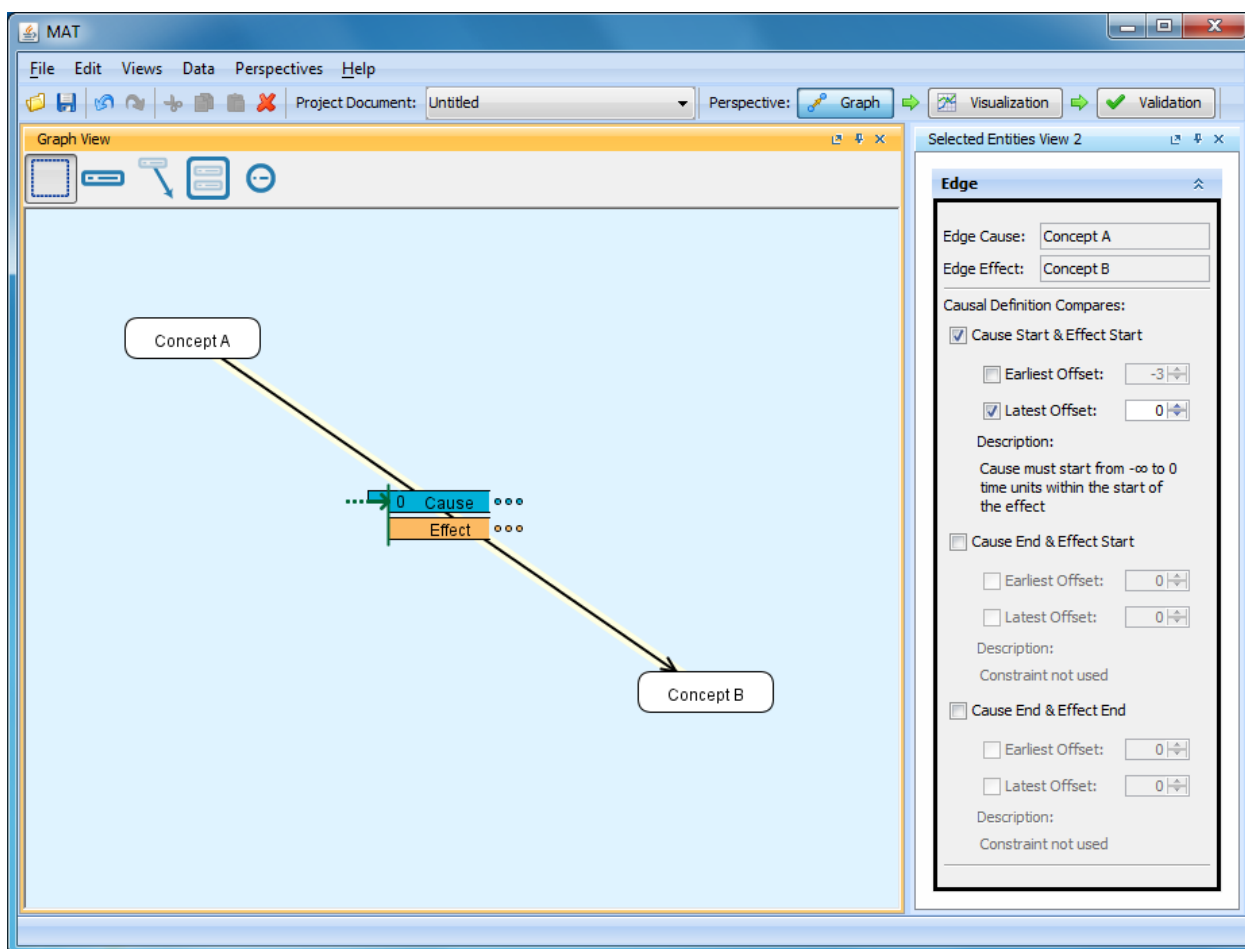 MAT
File Edit Views Data Perspectives Help
Project Document: Untitled Perspective: Graph Visualization Validation
Graph View
Selected Entities View 2
Edge
Edge Cause: Concept A
Edge Effect: Concept B
Causal Definition Compares:
Cause Start & Effect Start
Earliest Offset: -3
Latest Offset: 0
Description:
Cause must start from -∞ to 0
time units within the start of
the effect
Cause End & Effect Start
Earliest Offset: 0
Latest Offset: 0
Description:
Constraint not used
Cause End & Effect End
Earliest Offset: 0
Latest Offset: 0
Description:
Constraint not used
Concept A
0 Cause
Effect
Concept B